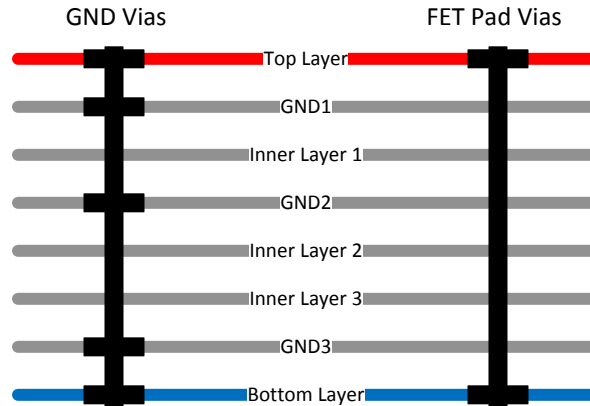 GND Vias
FET Pad Vias
Top Layer
GND1
Inner Layer 1
GND2
Inner Layer 2
Inner Layer 3
GND3
Bottom Layer